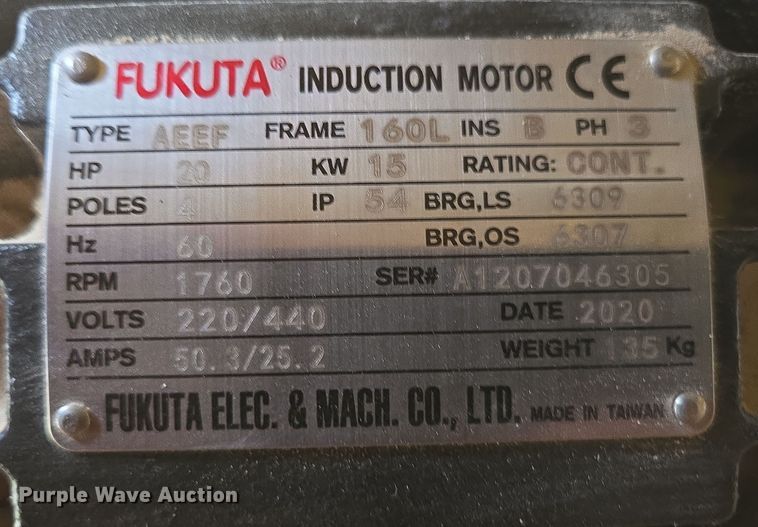 FUKUTA® INDUCTION MOTOR CE
TYPE AEEF FRAME 160L INS B PH 3
HP 20 KW 15 RATING: CONT.
POLES 4 IP 54 BRG,LS 6309
Hz 60 BRG,OS 6307
RPM 1760 SER# A1207046305
VOLTS 220/440 DATE 2020
AMPS 50.3/25.2 WEIGHT 135 Kg
FUKUTA ELEC. & MACH. CO., LTD. MADE IN TAIWAN
Purple Wave Auction